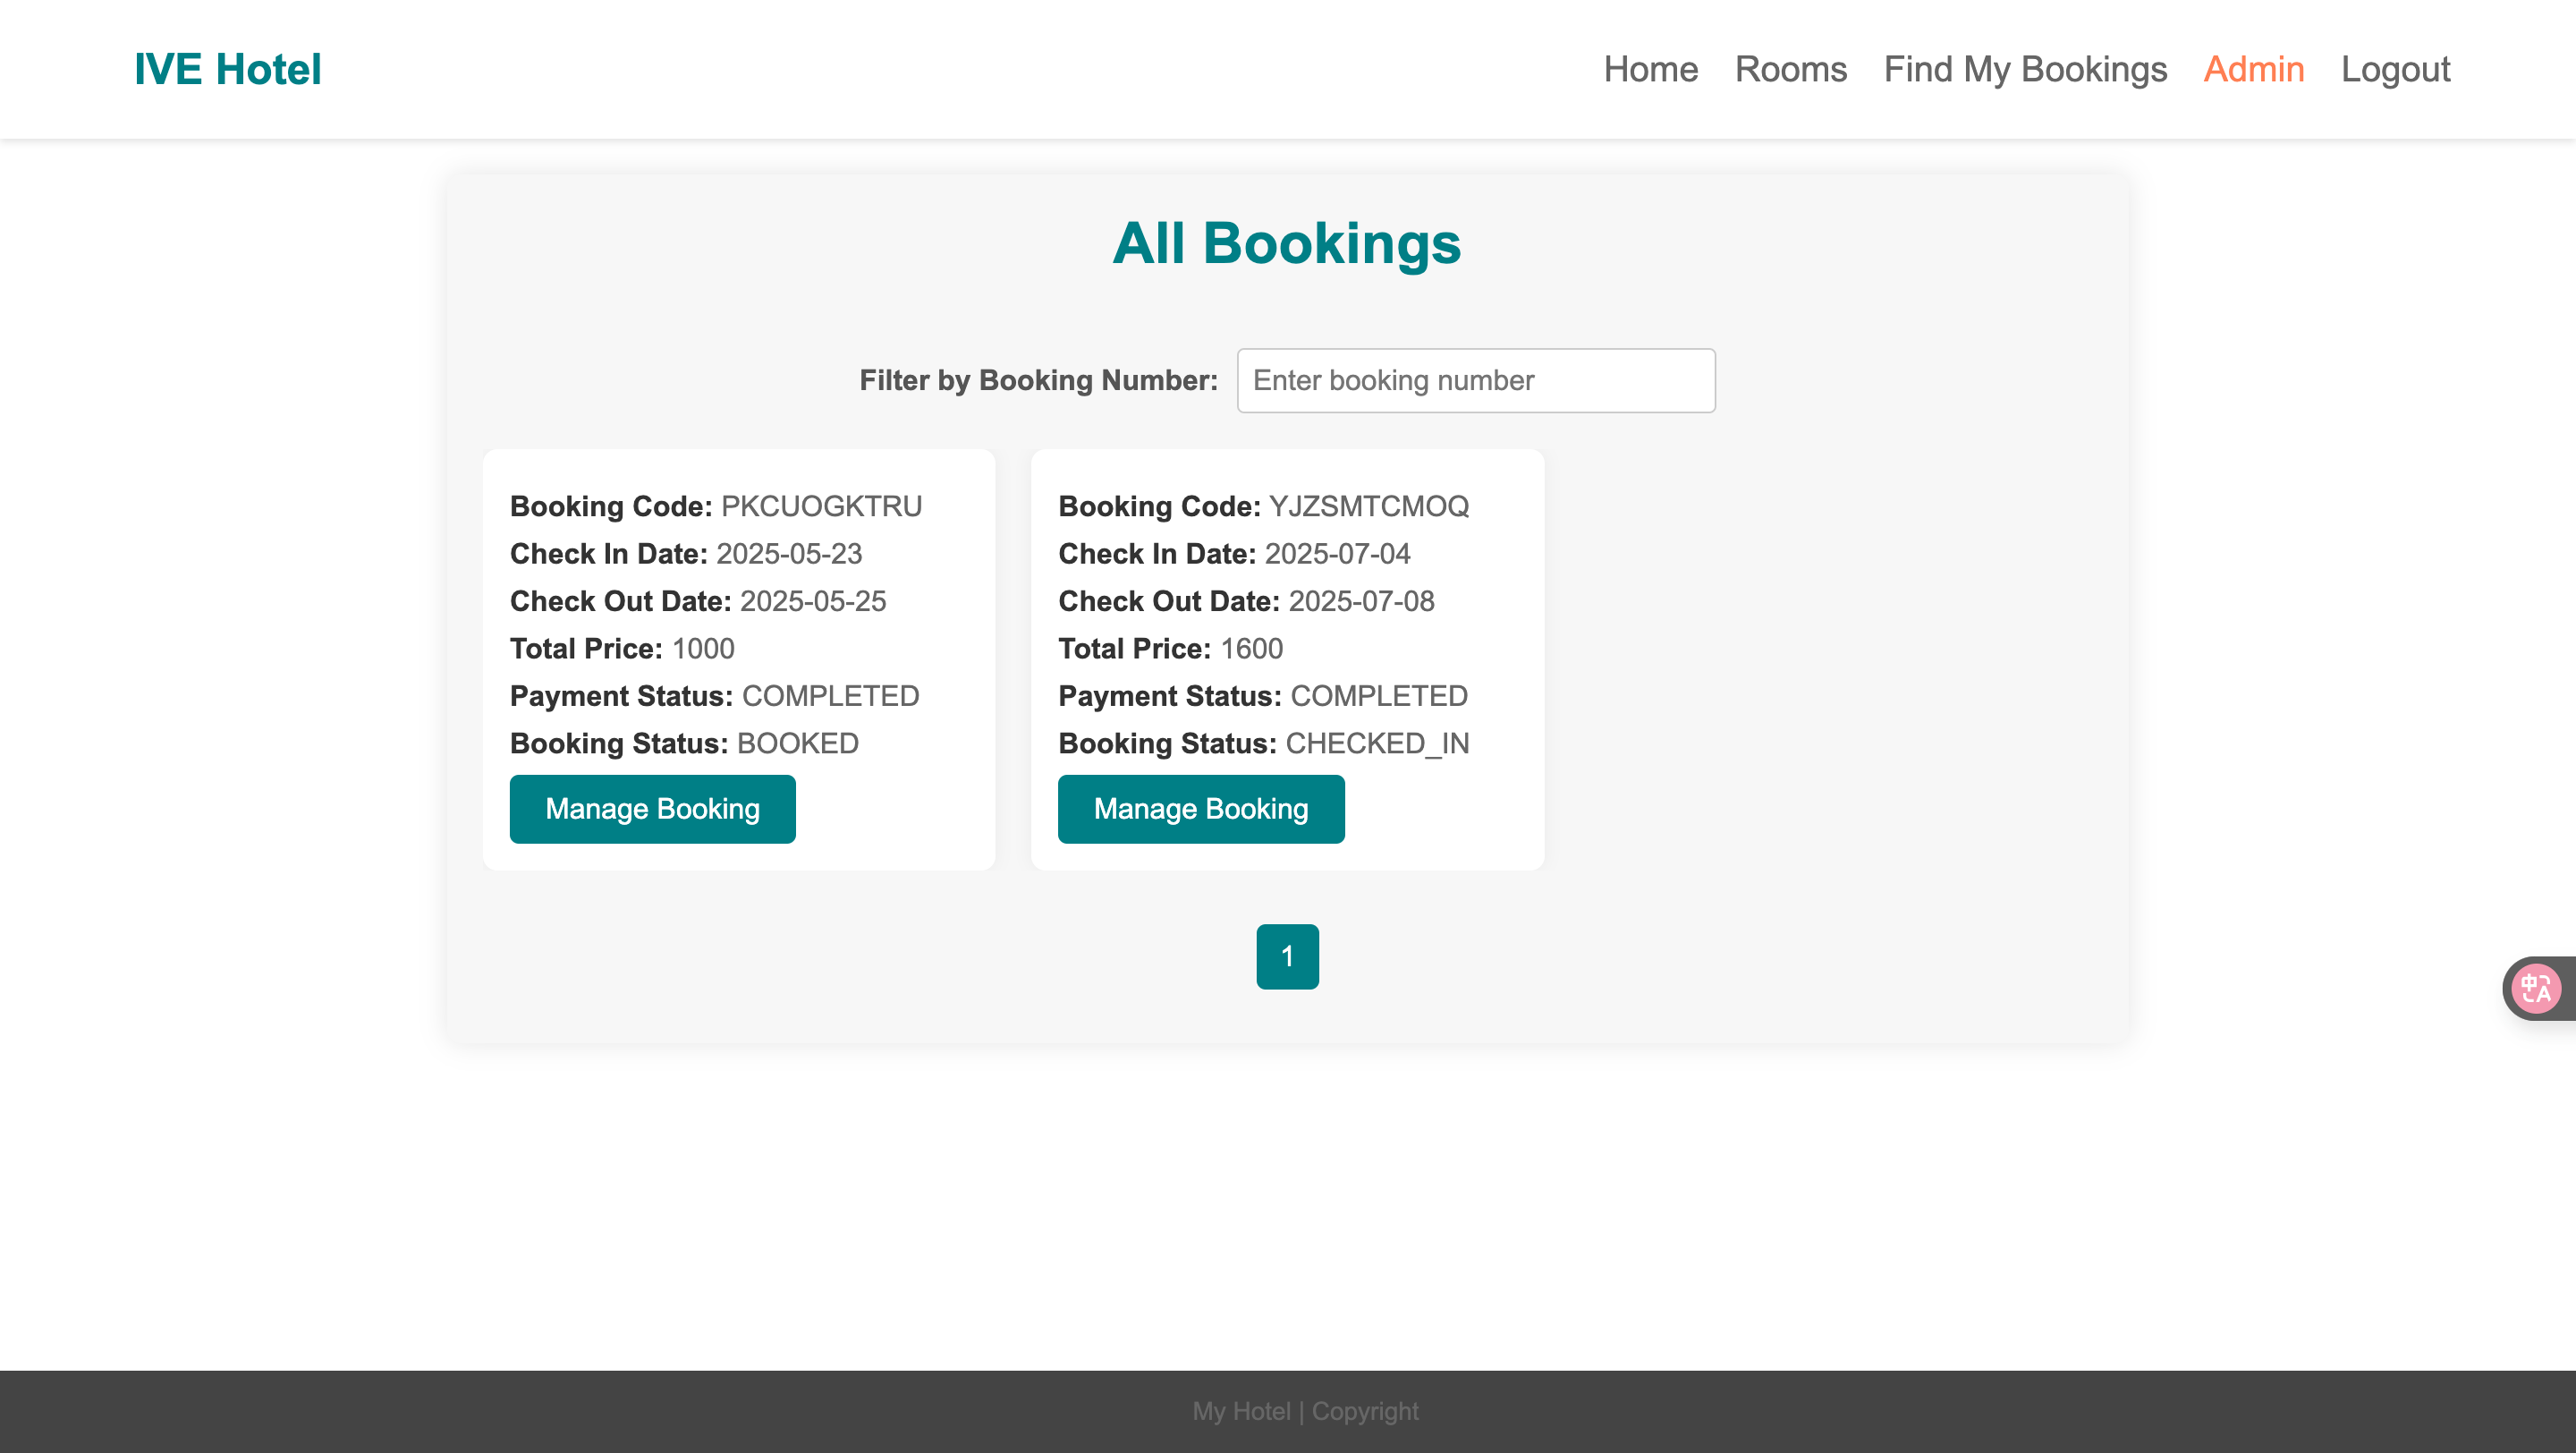 IVE Hotel
Home Rooms Find My Bookings Admin Logout
All Bookings
Filter by Booking Number: Enter booking number
Booking Code: PKCUOGKTRU
Check In Date: 2025-05-23
Check Out Date: 2025-05-25
Total Price: 1000
Payment Status: COMPLETED
Booking Status: BOOKED
Manage Booking
Booking Code: YJZSMTCMOQ
Check In Date: 2025-07-04
Check Out Date: 2025-07-08
Total Price: 1600
Payment Status: COMPLETED
Booking Status: CHECKED_IN
Manage Booking
1
中A
My Hotel | Copyright